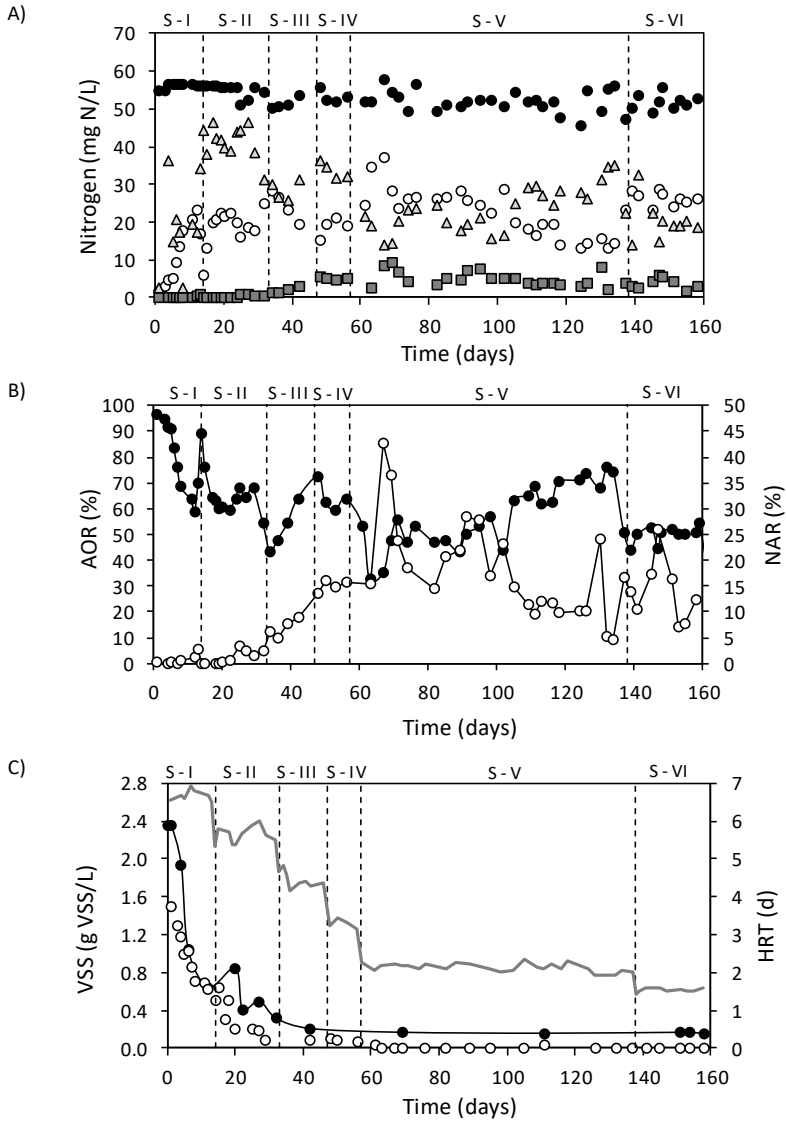 A)
S - I S - II S - III S - IV S - V S - VI
70
60
50
40
30
20
10
0
Nitrogen (mg N/L)
0 20 40 60 80 100 120 140 160
Time (days)
B)
S - I S - II S - III S - IV S - V S - VI
100 50
90 45
80 40
70 35
60 30
50 25
40 20
30 15
20 10
10 5
0 0
AOR (%)
NAR (%)
0 20 40 60 80 100 120 140 160
Time (days)
C)
S - I S - II S - III S - IV S - V S - VI
2.8 7
2.4 6
2.0 5
1.6 4
1.2 3
0.8 2
0.4 1
0.0 0
VSS (g VSS/L)
HRT (d)
0 20 40 60 80 100 120 140 160
Time (days)